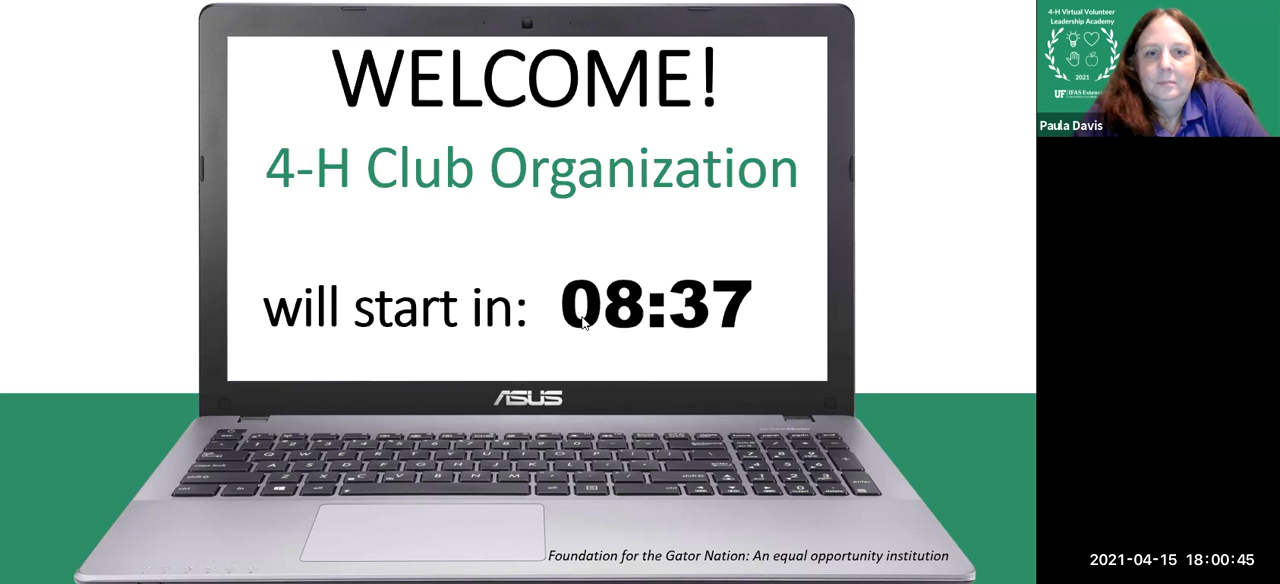 WELCOME!
4-H Club Organization
will start in: 08:37
ASUS
Foundation for the Gator Nation: An equal opportunity institution
4-H Virtual Volunteer
Leadership Academy
2021
UF IFAS
Paula Davis
2021-04-15 18:00:45